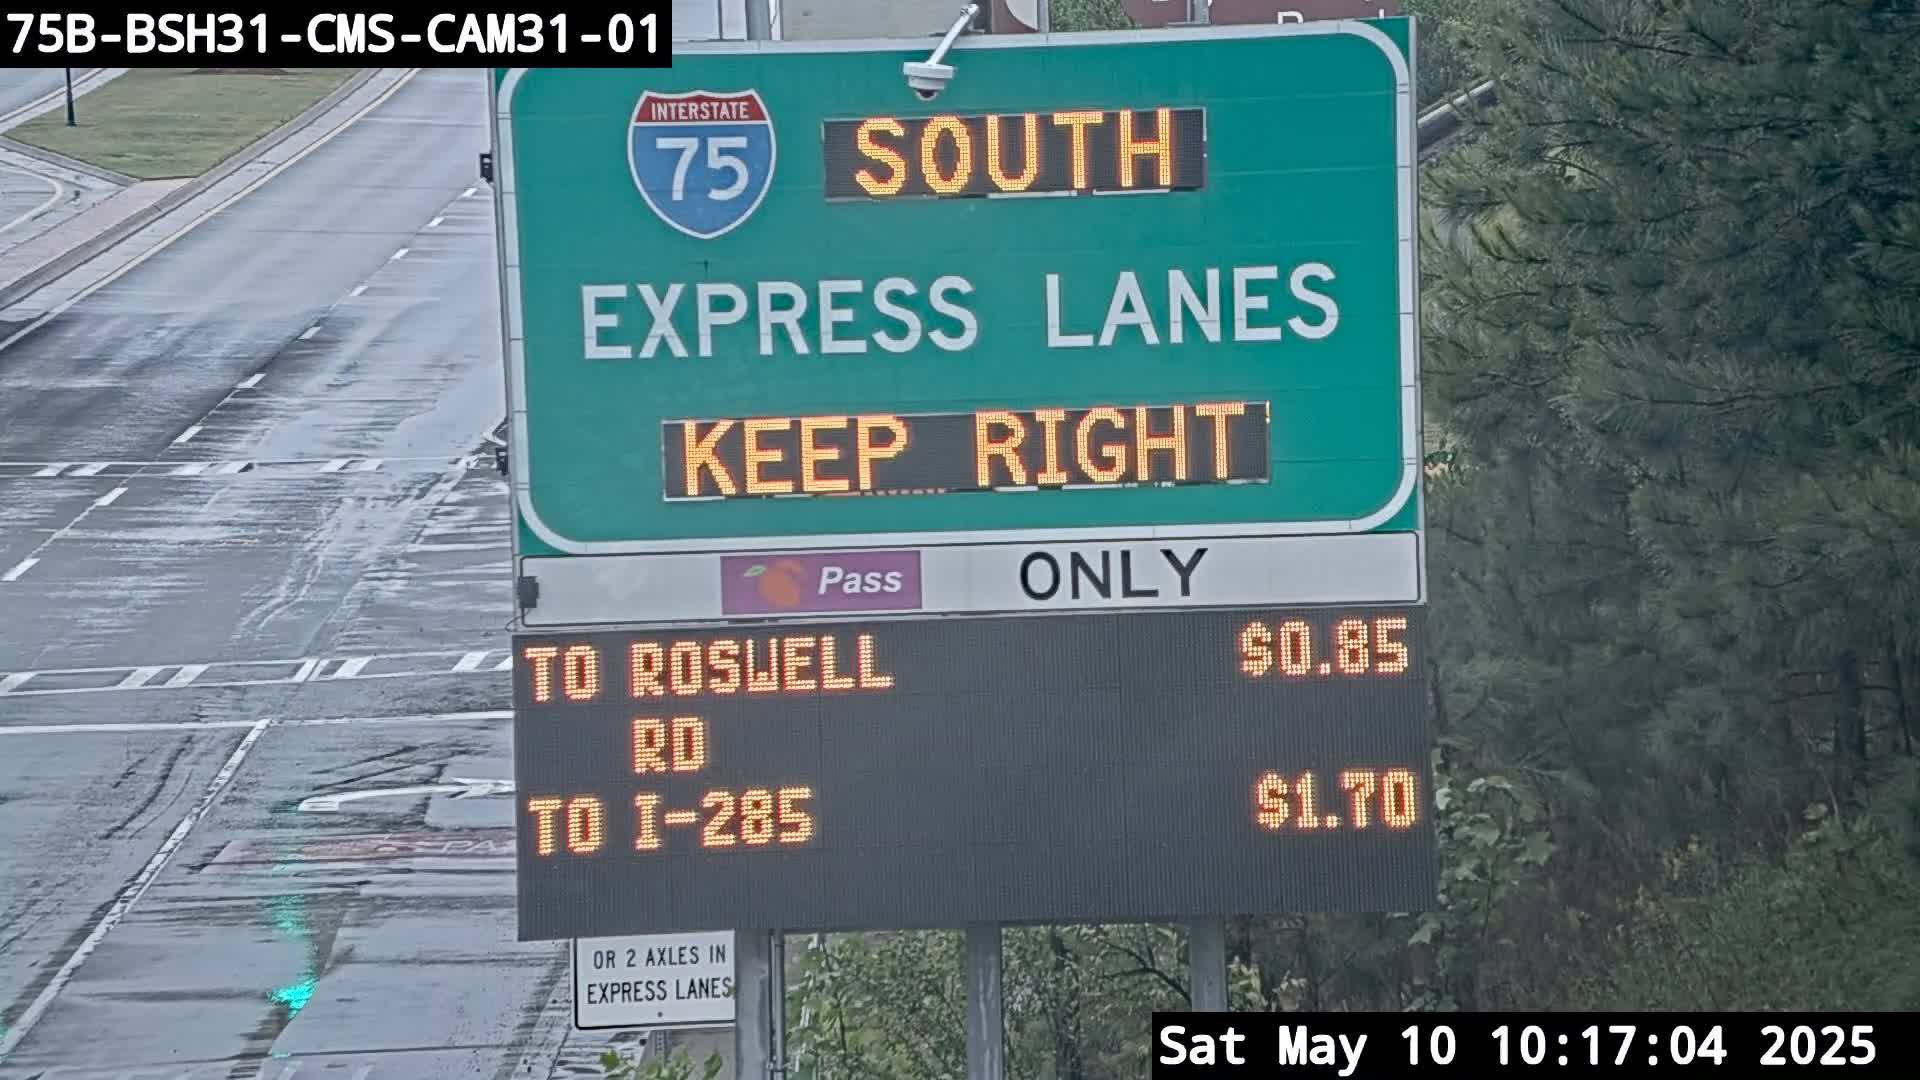 75B-BSH31-CMS-CAM31-01
INTERSTATE
75
SOUTH
EXPRESS LANES
KEEP RIGHT
Pass ONLY
TO ROSWELL $0.85
RD
TO I-285 $1.70
OR 2 AXLES IN
EXPRESS LANES
Sat May 10 10:17:04 2025